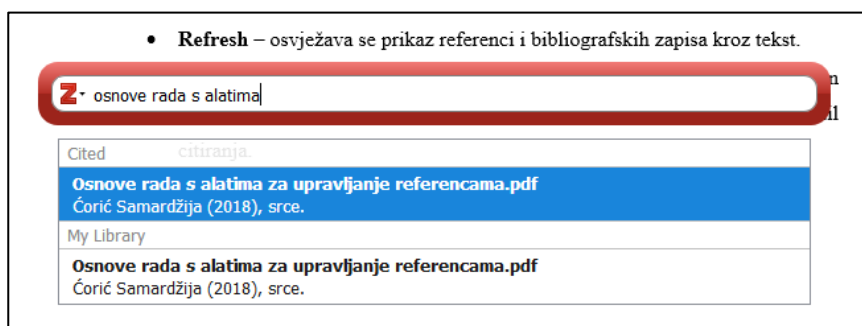 • Refresh – osvježava se prikaz referenci i bibliografskih zapisa kroz tekst.
n
Z osnove rada s alatima
il
Cited citiranja.
Osnove rada s alatima za upravljanje referencama.pdf
Ćorić Samardžija (2018), srce.
My Library
Osnove rada s alatima za upravljanje referencama.pdf
Ćorić Samardžija (2018), srce.